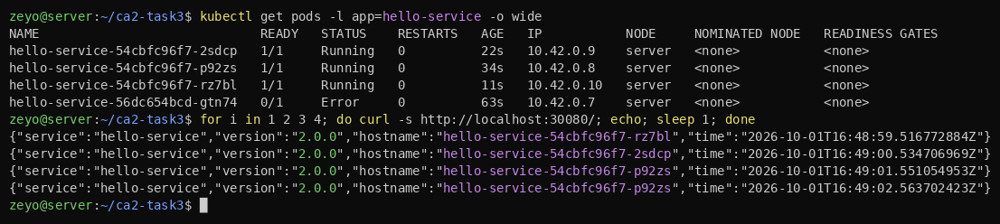 zeyo@server:~/ca2-task3$ kubectl get pods -l app=hello-service -o wide
NAME                             READY   STATUS    RESTARTS   AGE   IP           NODE     NOMINATED NODE   READINESS GATES
hello-service-54cbfc96f7-2sdcp   1/1     Running   0          22s   10.42.0.9    server   <none>           <none>
hello-service-54cbfc96f7-p92zs   1/1     Running   0          34s   10.42.0.8    server   <none>           <none>
hello-service-54cbfc96f7-rz7bl   1/1     Running   0          11s   10.42.0.10   server   <none>           <none>
hello-service-56dc654bcd-gtn74   0/1     Error     0          63s   10.42.0.7    server   <none>           <none>
zeyo@server:~/ca2-task3$ for i in 1 2 3 4; do curl -s http://localhost:30080/; echo; sleep 1; done
{"service":"hello-service","version":"2.0.0","hostname":"hello-service-54cbfc96f7-rz7bl","time":"2026-10-01T16:48:59.516772884Z"}
{"service":"hello-service","version":"2.0.0","hostname":"hello-service-54cbfc96f7-2sdcp","time":"2026-10-01T16:49:00.534706969Z"}
{"service":"hello-service","version":"2.0.0","hostname":"hello-service-54cbfc96f7-p92zs","time":"2026-10-01T16:49:01.551054953Z"}
{"service":"hello-service","version":"2.0.0","hostname":"hello-service-54cbfc96f7-p92zs","time":"2026-10-01T16:49:02.563702423Z"}
zeyo@server:~/ca2-task3$